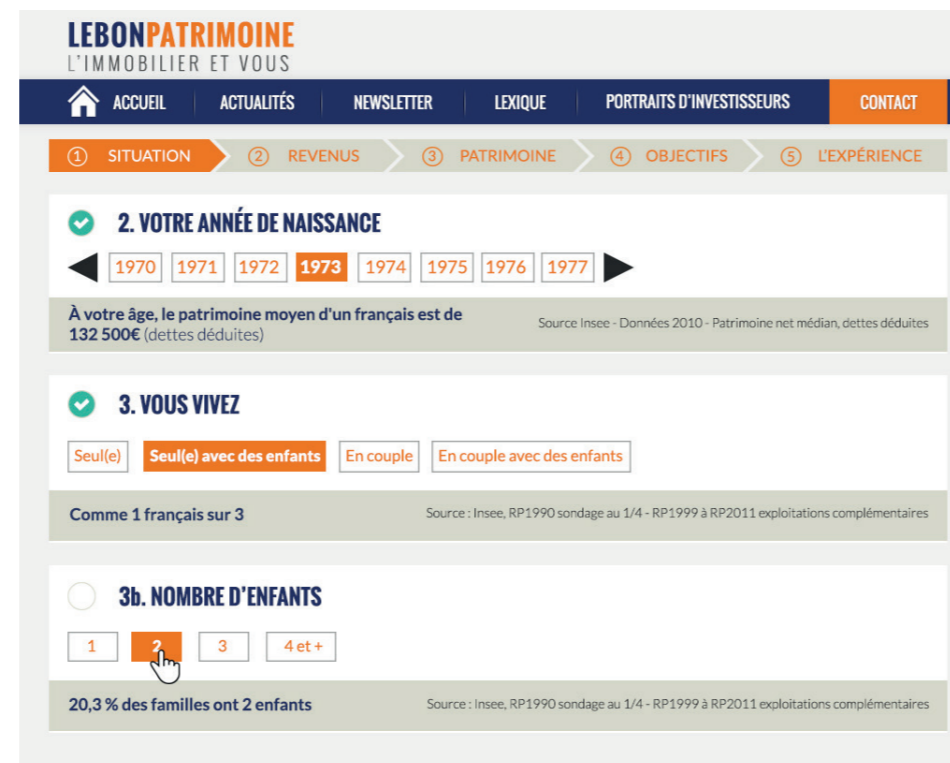 LEBONPATRIMOINE
L'IMMOBILIER ET VOUS
ACCUEIL ACTUALITÉS NEWSLETTER LEXIQUE PORTRAITS D'INVESTISSEURS CONTACT
1 SITUATION 2 REVENUS 3 PATRIMOINE 4 OBJECTIFS 5 L'EXPÉRIENCE
2. VOTRE ANNÉE DE NAISSANCE
1970 1971 1972 1973 1974 1975 1976 1977
À votre âge, le patrimoine moyen d'un français est de
132 500€ (dettes déduites)
Source Insee - Données 2010 - Patrimoine net médian, dettes déduites
3. VOUS VIVEZ
Seul(e) Seul(e) avec des enfants En couple En couple avec des enfants
Comme 1 français sur 3
Source : Insee, RP1990 sondage au 1/4 - RP1999 à RP2011 exploitations complémentaires
3b. NOMBRE D'ENFANTS
1 2 3 4 et +
20,3 % des familles ont 2 enfants
Source : Insee, RP1990 sondage au 1/4 - RP1999 à RP2011 exploitations complémentaires